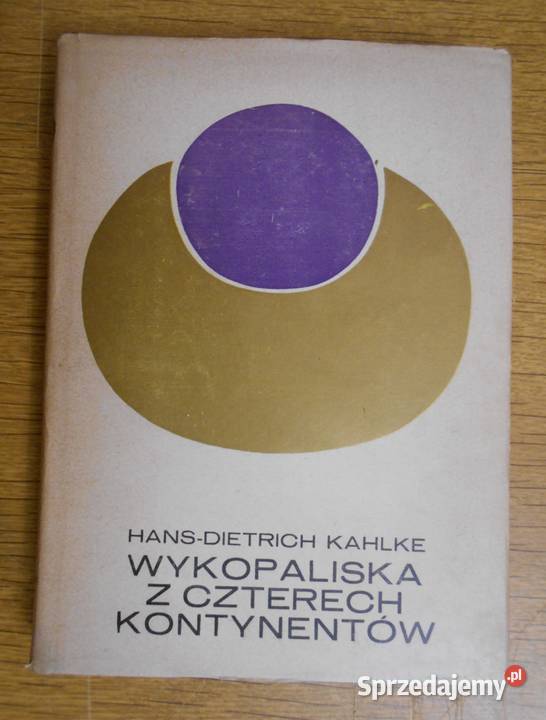 HANS-DIETRICH KAHLKE
WYKOPALISKA
Z CZTERECH
KONTYNENTÓW
Sprzedajemy.pl